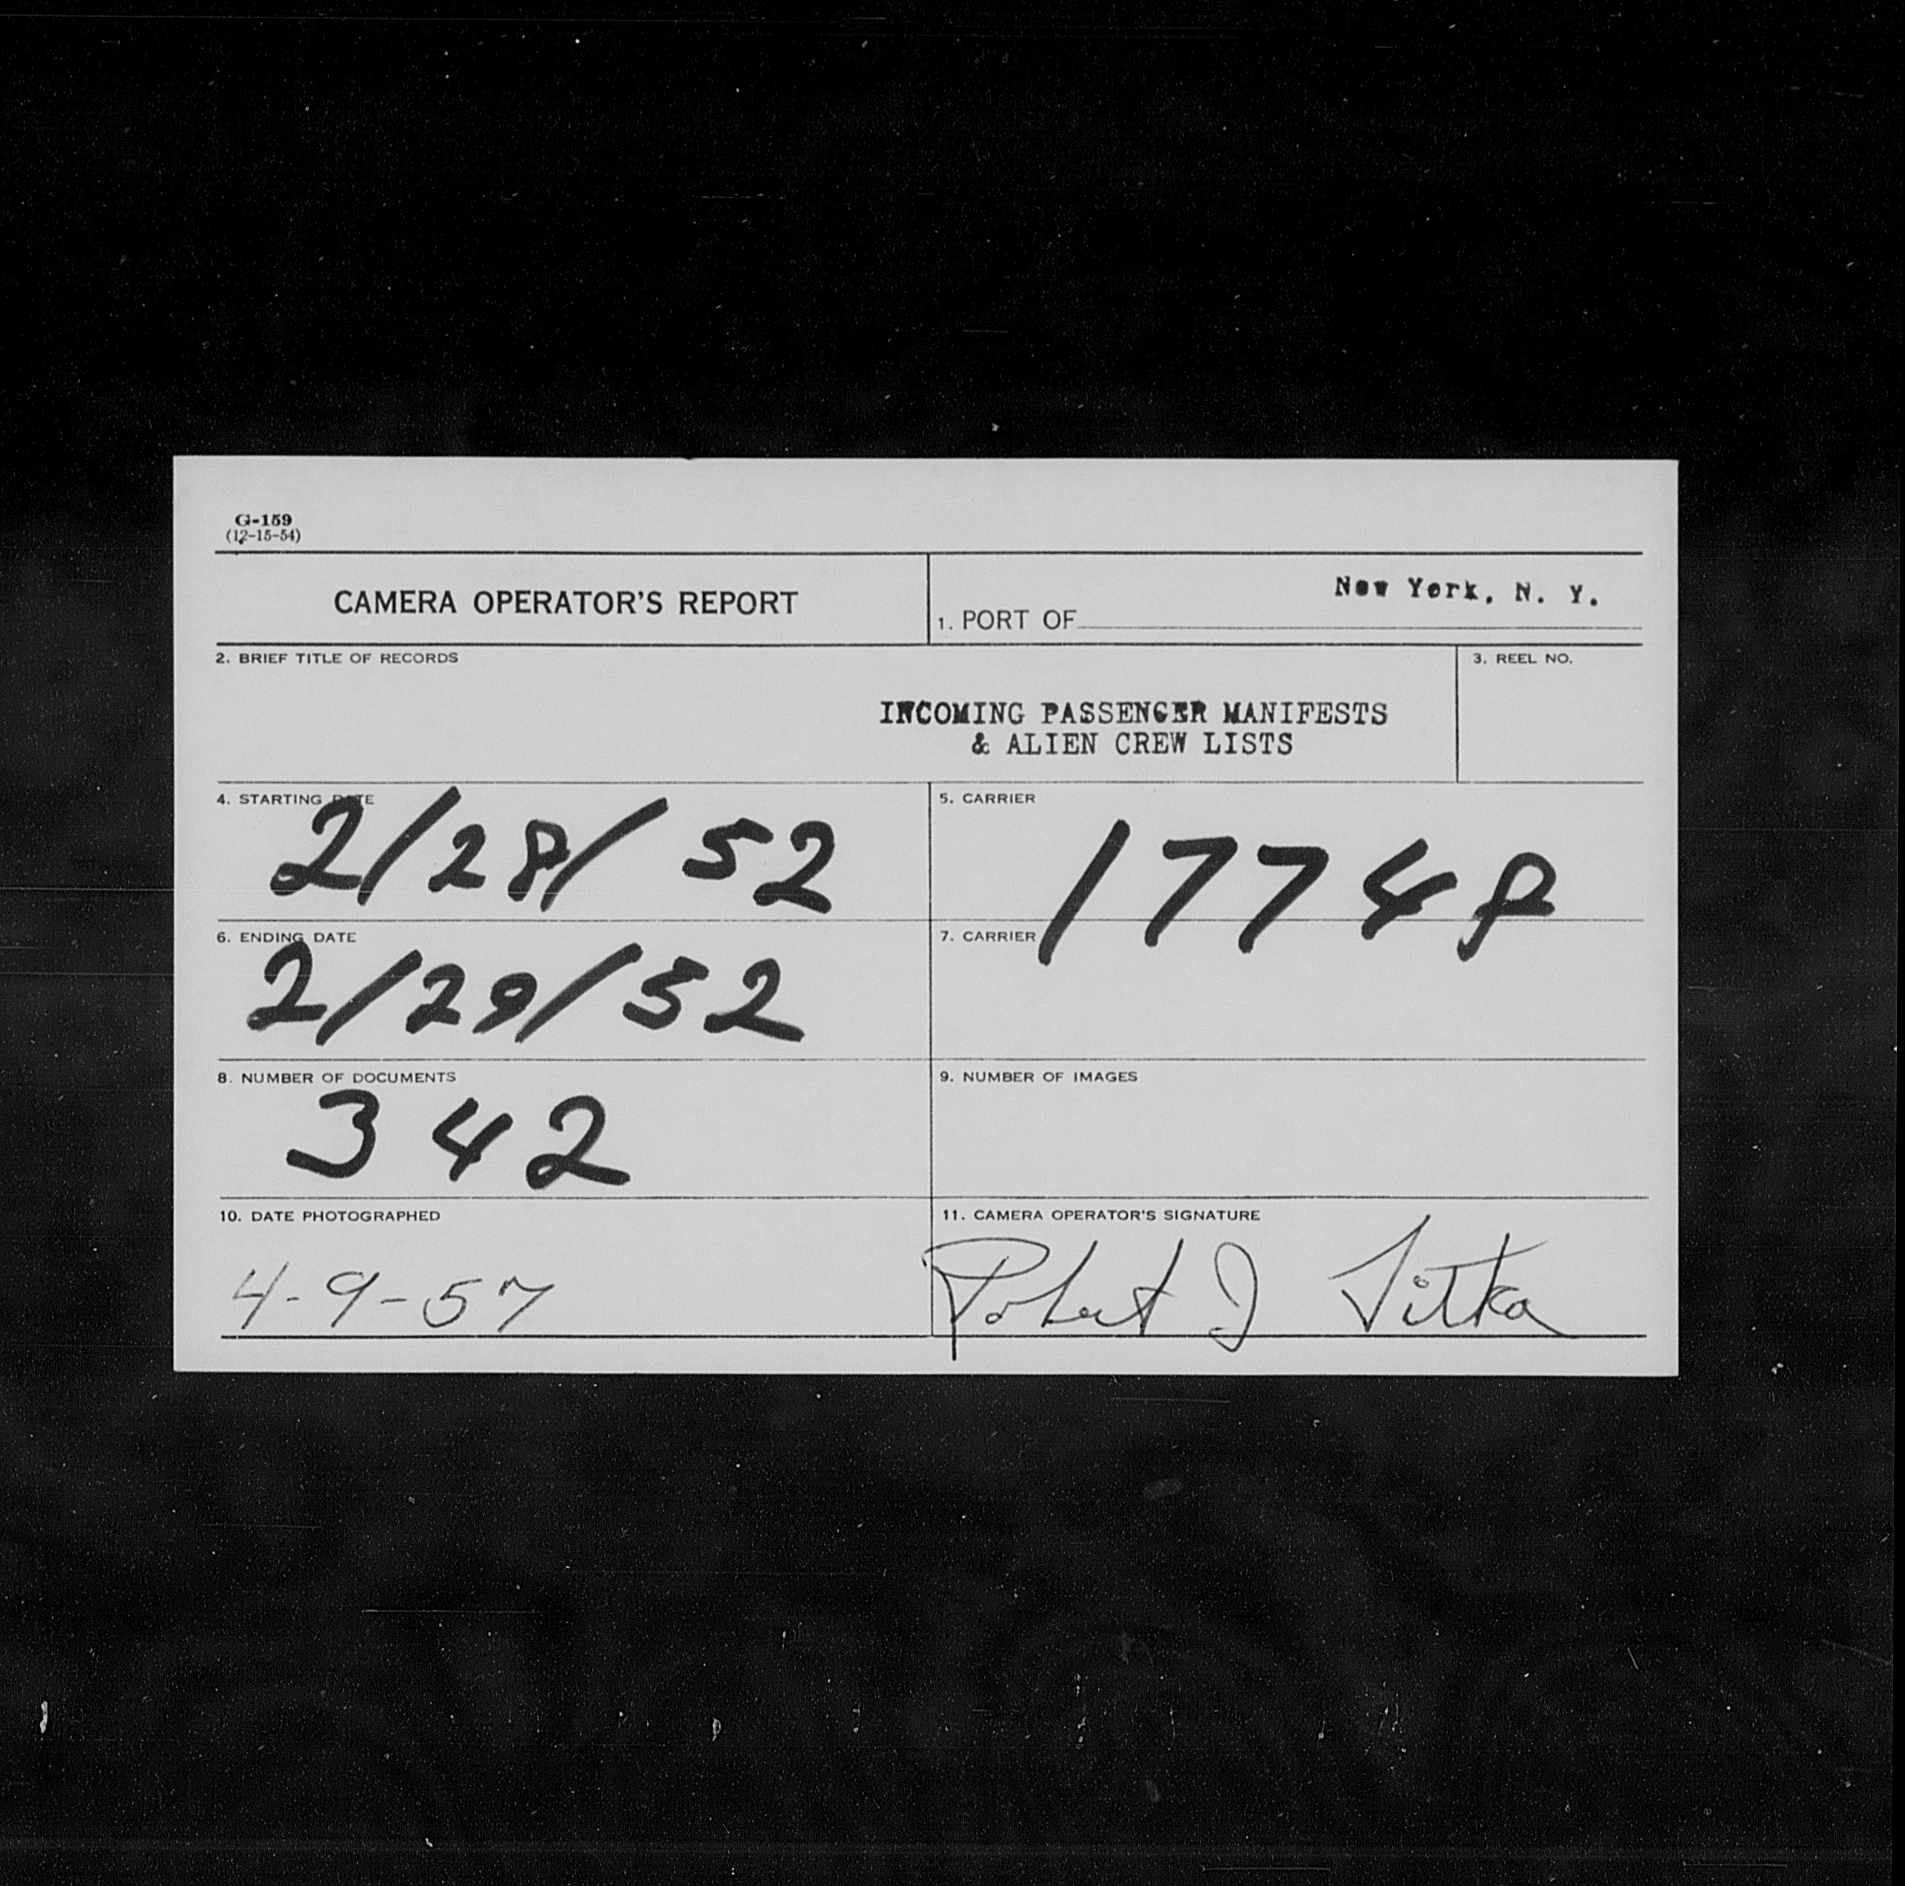 G-159
(12-15-54)
CAMERA OPERATOR'S REPORT
1. PORT OF New York, N. Y.
2. BRIEF TITLE OF RECORDS
INCOMING PASSENGER MANIFESTS
& ALIEN CREW LISTS
3. REEL NO.
4. STARTING DATE
2/28/52
5. CARRIER
17748
6. ENDING DATE
2/29/52
7. CARRIER
8. NUMBER OF DOCUMENTS
342
9. NUMBER OF IMAGES
10. DATE PHOTOGRAPHED
4-9-57
11. CAMERA OPERATOR'S SIGNATURE
Robert J